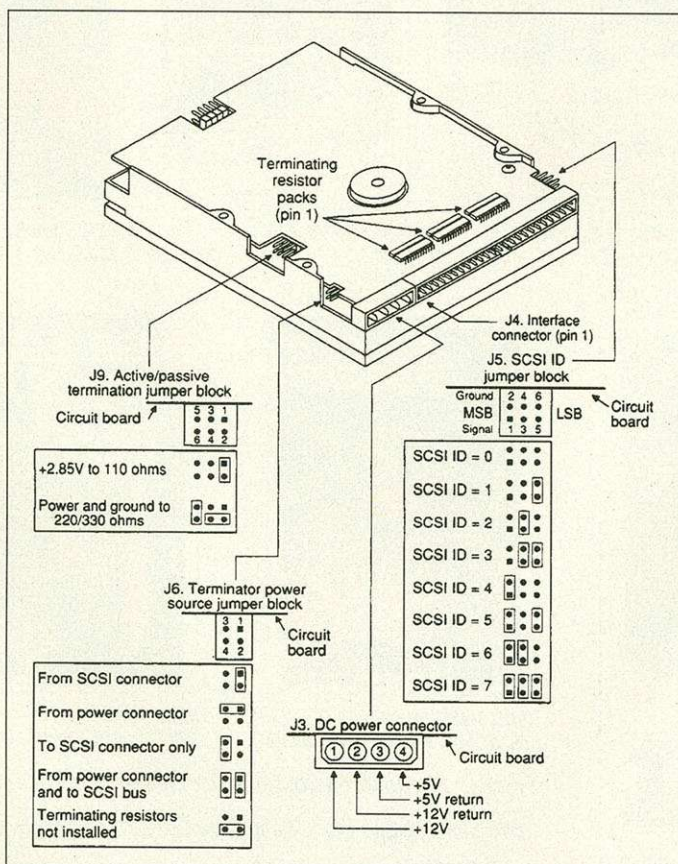 Terminating
resistor
packs
(pin 1)
J4. Interface
connector (pin 1)
J9. Active/passive
termination jumper block
Circuit board
5 3 1
6 4 2
+2.85V to 110 ohms
Power and ground to
220/330 ohms
J6. Terminator power
source jumper block
3 1
4 2
Circuit
board
From SCSI connector
From power connector
To SCSI connector only
From power connector
and to SCSI bus
Terminating resistors
not installed
J5. SCSI ID
jumper block
Ground 2 4 6
MSB LSB
Signal 1 3 5
Circuit
board
SCSI ID = 0
SCSI ID = 1
SCSI ID = 2
SCSI ID = 3
SCSI ID = 4
SCSI ID = 5
SCSI ID = 6
SCSI ID = 7
J3. DC power connector
1 2 3 4
Circuit board
+5V
+5V return
+12V return
+12V